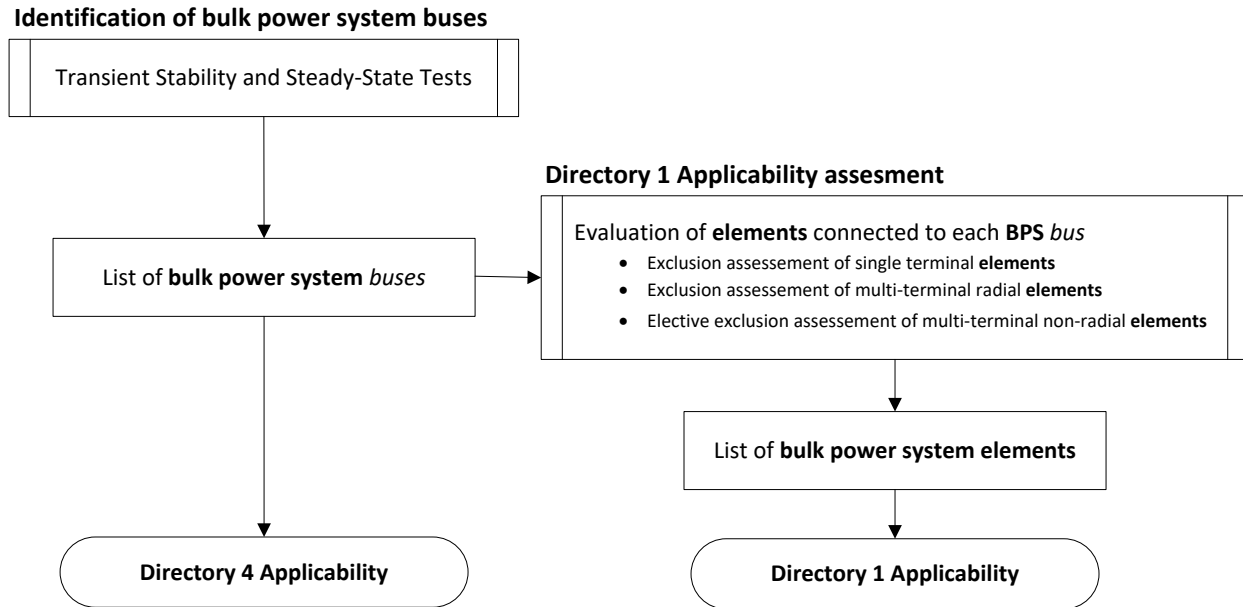 Identification of bulk power system buses
Transient Stability and Steady-State Tests
Directory 1 Applicability assesment
Evaluation of elements connected to each BPS bus
• Exclusion assessement of single terminal elements
• Exclusion assessement of multi-terminal radial elements
• Elective exclusion assessement of multi-terminal non-radial elements
List of bulk power system buses
List of bulk power system elements
Directory 4 Applicability
Directory 1 Applicability